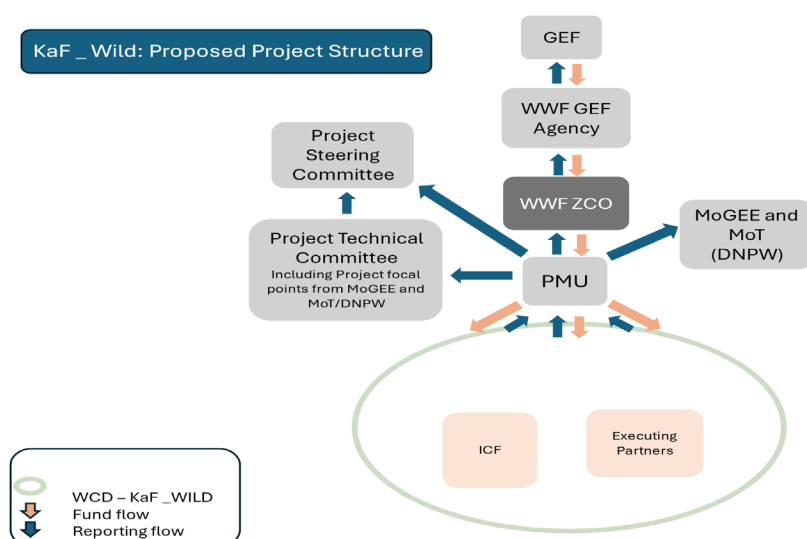 KaF _ Wild: Proposed Project Structure
GEF
WWF GEF
Agency
Project
Steering
Committee
WWF ZCO
MoGEE and
MoT
(DNPW)
Project Technical
Committee
Including Project focal
points from MoGEE and
MoT/DNPW
PMU
ICF
Executing
Partners
WCD – KaF _WILD
Fund flow
Reporting flow